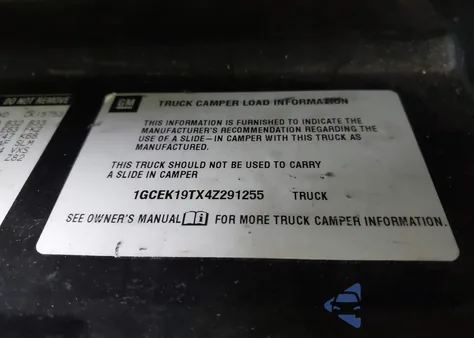 DO NOT REMOVE
GM TRUCK CAMPER LOAD INFORMATION
THIS INFORMATION IS FURNISHED TO INDICATE THE
MANUFACTURER'S RECOMMENDATION REGARDING THE
USE OF A SLIDE-IN CAMPER WITH THIS TRUCK AS
MANUFACTURED.
THIS TRUCK SHOULD NOT BE USED TO CARRY
A SLIDE IN CAMPER
1GCEK19TX4Z291255 TRUCK
SEE OWNER'S MANUAL FOR MORE TRUCK CAMPER INFORMATION.